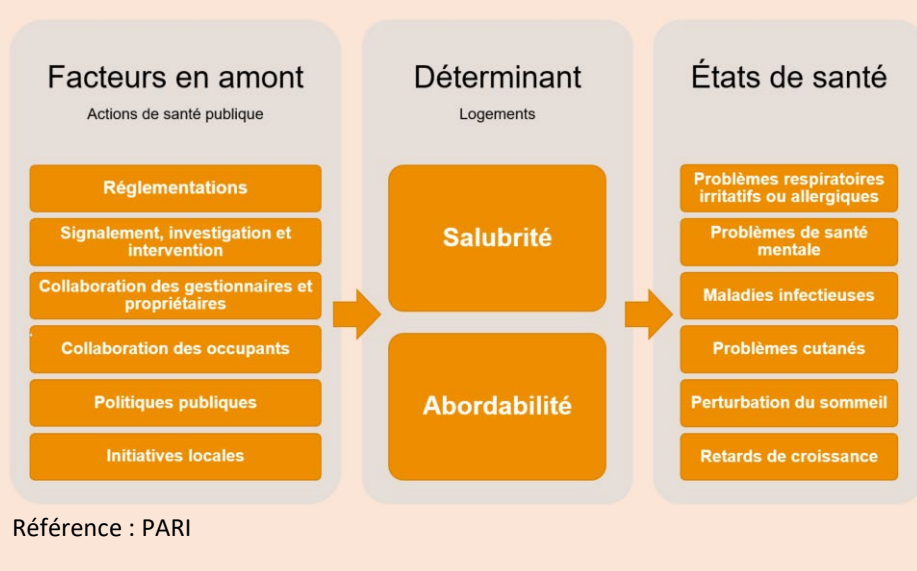 Facteurs en amont
Actions de santé publique
Réglementations
Signalement, investigation et
intervention
Collaboration des gestionnaires et
propriétaires
Collaboration des occupants
Politiques publiques
Initiatives locales
Déterminant
Logements
Salubrité
Abordabilité
États de santé
Problèmes respiratoires
irritatifs ou allergiques
Problèmes de santé
mentale
Maladies infectieuses
Problèmes cutanés
Perturbation du sommeil
Retards de croissance
Référence : PARI